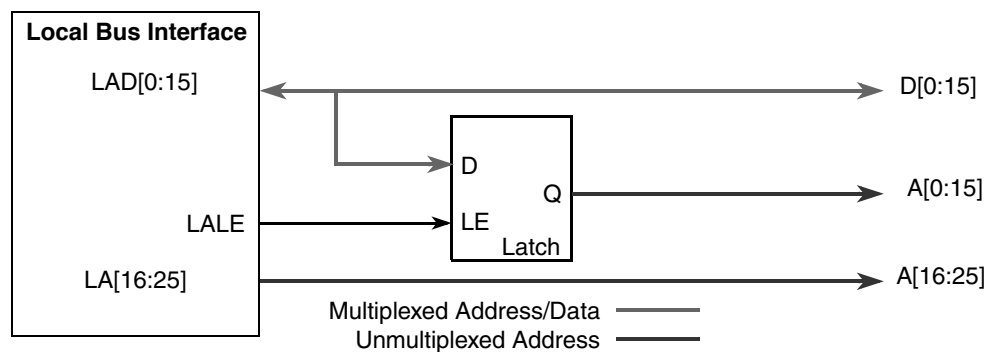 Local Bus Interface
LAD[0:15]
D[0:15]
D
Q
A[0:15]
LALE
LE
Latch
LA[16:25]
A[16:25]
Multiplexed Address/Data
Unmultiplexed Address